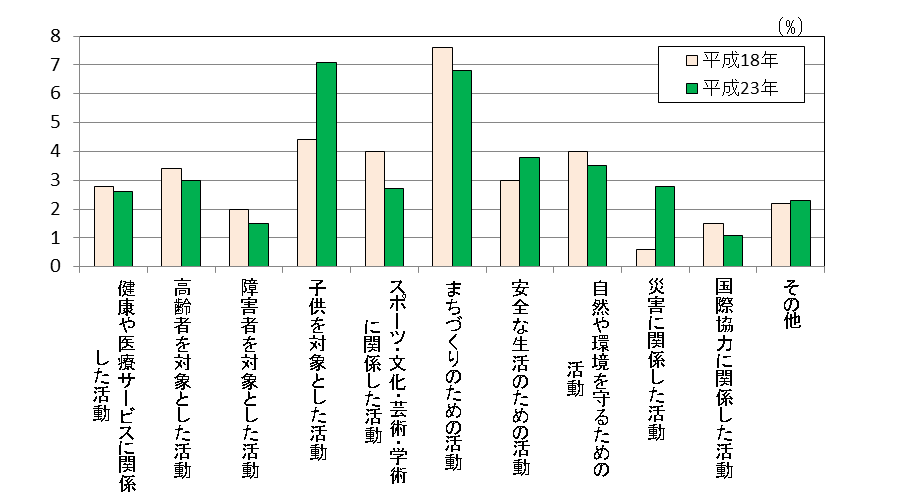 (%)
8
7
6
5
4
3
2
1
0
平成18年
平成23年
健康や医療サービスに関係
した活動
高齢者を対象とした活動
障害者を対象とした活動
子供を対象とした活動
スポーツ・文化・芸術・学術
に関係した活動
まちづくりのための活動
安全な生活のための活動
自然や環境を守るための
活動
災害に関係した活動
国際協力に関係した活動
その他